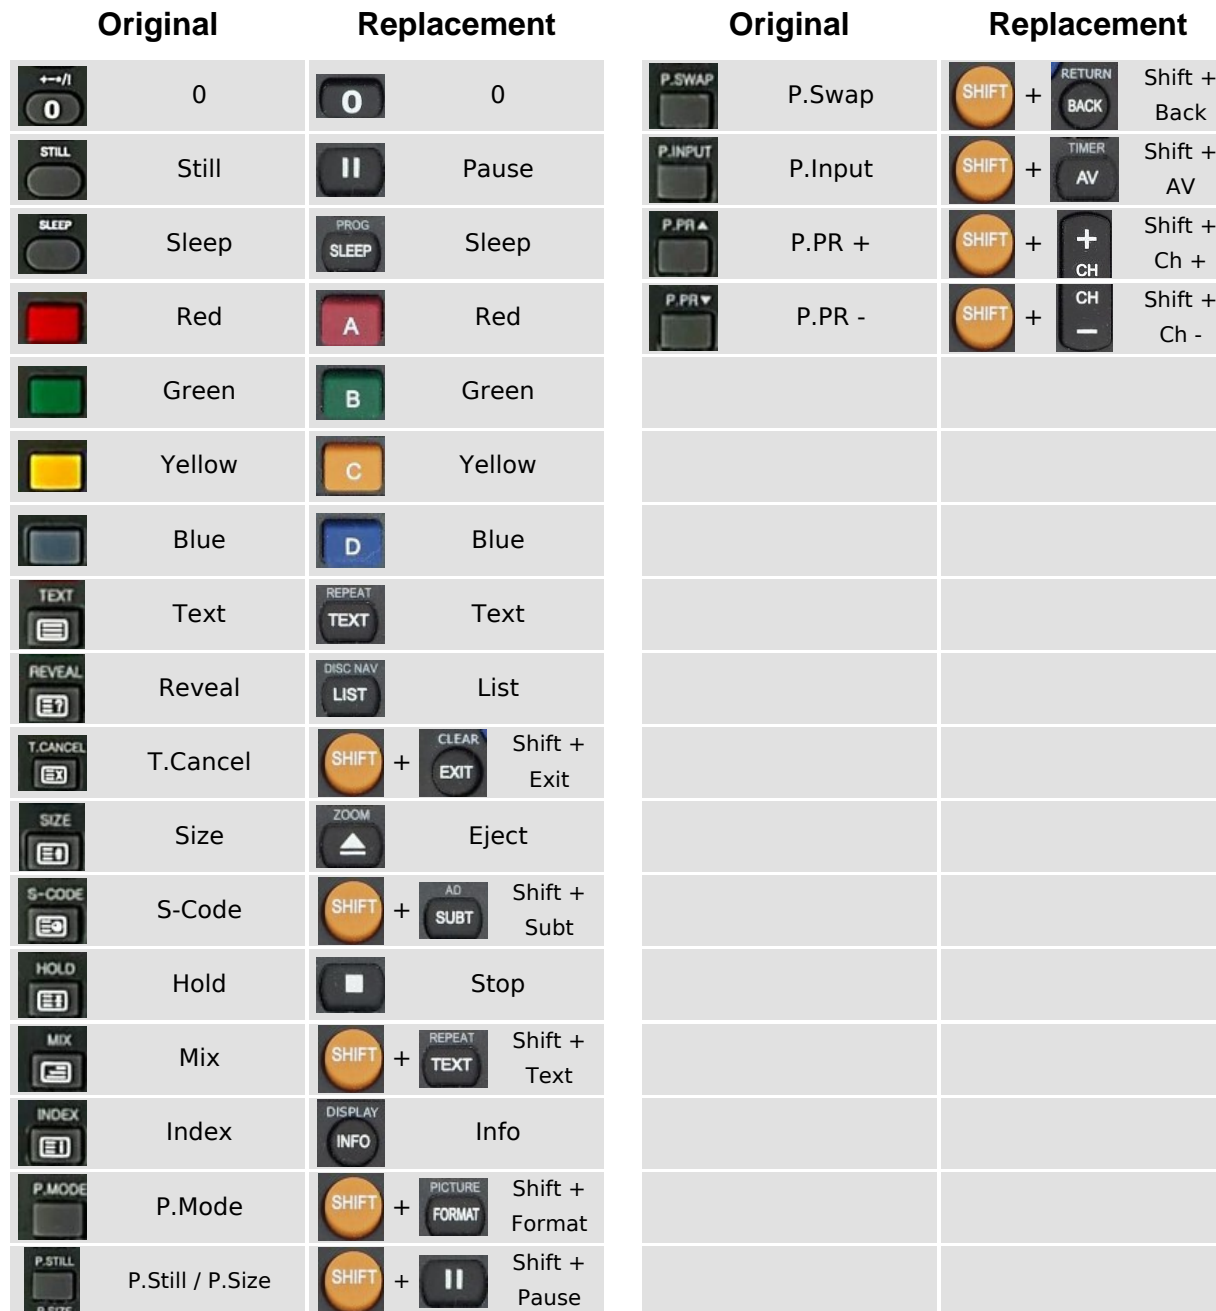 Original Replacement Original Replacement
+−•/I
0 0 0 0
P.SWAP P.Swap SHIFT + RETURN BACK Shift + Back
STILL Still Pause
P.INPUT P.Input SHIFT + TIMER AV Shift + AV
SLEEP Sleep PROG SLEEP Sleep
P.PR▲ P.PR + SHIFT + + CH Shift + Ch +
Red A Red
P.PR▼ P.PR - SHIFT + CH − Shift + Ch -
Green B Green
Yellow C Yellow
Blue D Blue
TEXT Text REPEAT TEXT Text
REVEAL Reveal DISC NAV LIST List
T.CANCEL T.Cancel SHIFT + CLEAR EXIT Shift + Exit
SIZE Size ZOOM Eject
S-CODE S-Code SHIFT + AD SUBT Shift + Subt
HOLD Hold Stop
MIX Mix SHIFT + REPEAT TEXT Shift + Text
INDEX Index DISPLAY INFO Info
P.MODE P.Mode SHIFT + PICTURE FORMAT Shift + Format
P.STILL P.Still / P.Size SHIFT + Shift + Pause
P.SIZE